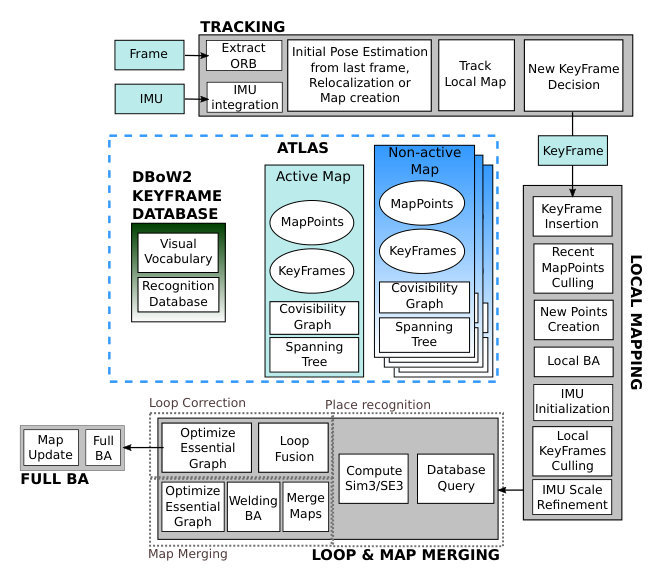 TRACKING
Frame
IMU
Extract
ORB
IMU
integration
Initial Pose Estimation
from last frame,
Relocalization or
Map creation
Track
Local Map
New KeyFrame
Decision
KeyFrame
ATLAS
DBoW2
KEYFRAME
DATABASE
Visual
Vocabulary
Recognition
Database
Active Map
MapPoints
KeyFrames
Covisibility
Graph
Spanning
Tree
Non-active
Map
MapPoints
KeyFrames
Covisibility
Graph
Spanning
Tree
LOCAL MAPPING
KeyFrame
Insertion
Recent
MapPoints
Culling
New Points
Creation
Local BA
IMU
Initialization
Local
KeyFrames
Culling
IMU Scale
Refinement
Place recognition
Database
Query
Compute
Sim3/SE3
Loop Correction
Optimize
Essential
Graph
Loop
Fusion
Optimize
Essential
Graph
Welding
BA
Merge
Maps
Map Merging
LOOP & MAP MERGING
Map
Update
Full
BA
FULL BA